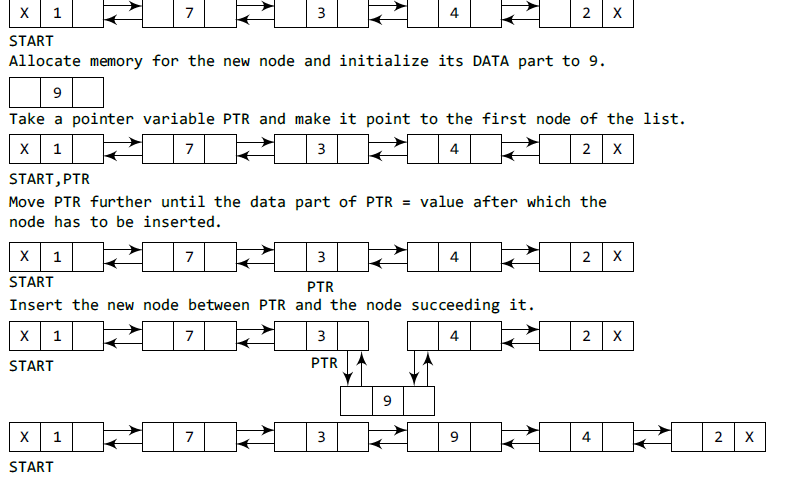 X 1 7 3 4 2 X
START
Allocate memory for the new node and initialize its DATA part to 9.
9
Take a pointer variable PTR and make it point to the first node of the list.
X 1 7 3 4 2 X
START,PTR
Move PTR further until the data part of PTR = value after which the
node has to be inserted.
X 1 7 3 4 2 X
START PTR
Insert the new node between PTR and the node succeeding it.
X 1 7 3 4 2 X
START PTR
9
X 1 7 3 9 4 2 X
START